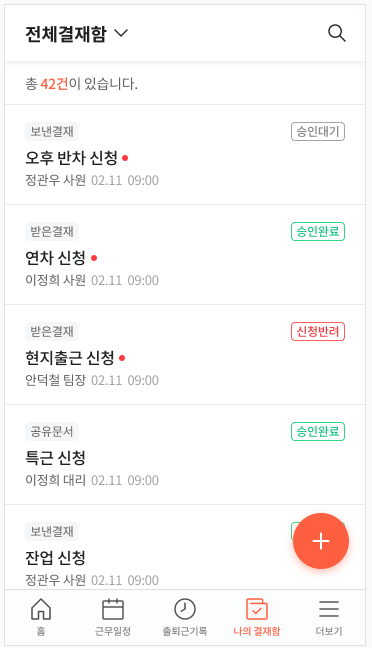 전체결재함
총 42건이 있습니다.
보낸결재 승인대기
오후 반차 신청
정관우 사원 02.11 09:00
받은결재 승인완료
연차 신청
이정희 사원 02.11 09:00
받은결재 신청반려
현지출근 신청
안덕철 팀장 02.11 09:00
공유문서 승인완료
특근 신청
이정희 대리 02.11 09:00
보낸결재
잔업 신청
정관우 사원 02.11 09:00
홈 근무일정 출퇴근기록 나의 결재함 더보기